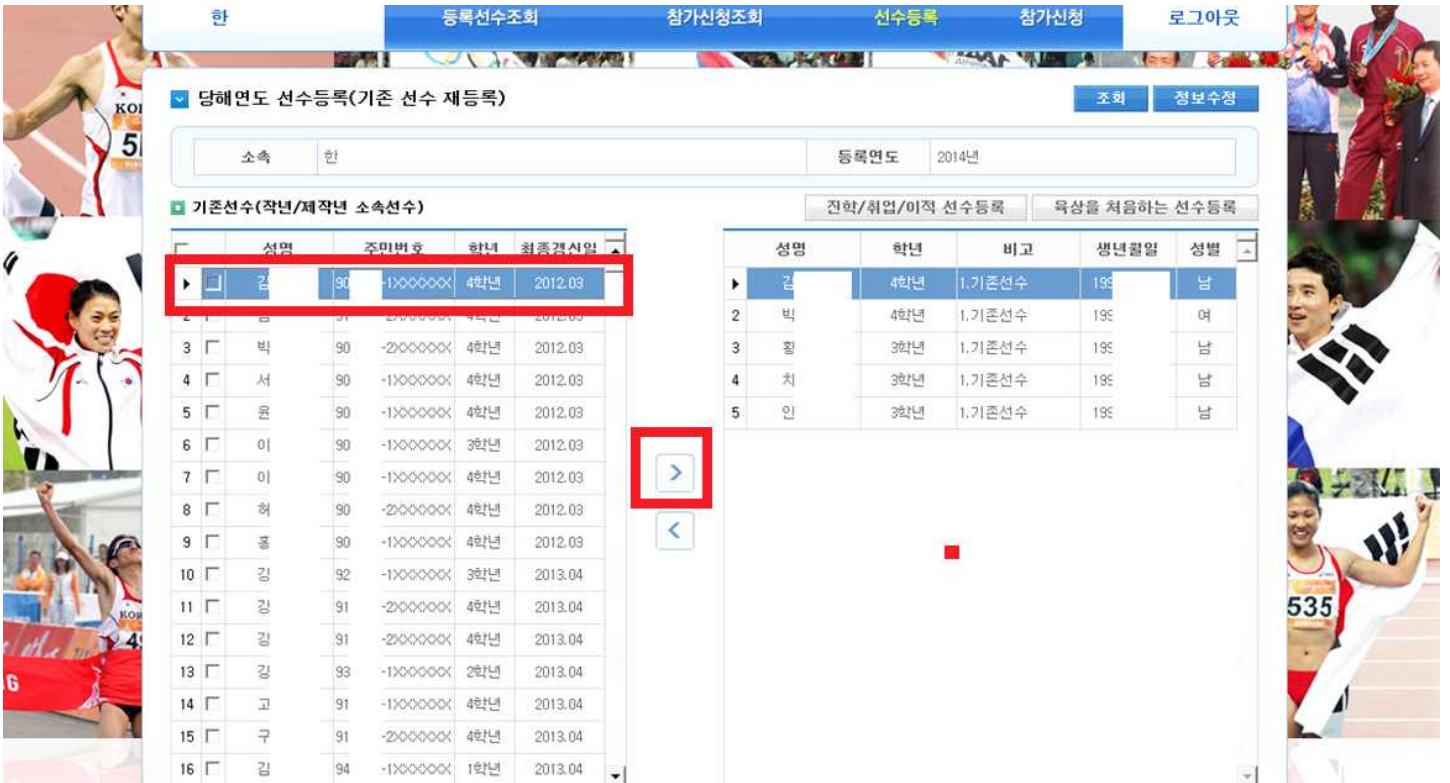 한 등록선수조회 참가신청조회 선수등록 참가신청 로그아웃
당해연도 선수등록(기존 선수 재등록) 조회 정보수정
소속 한 등록연도 2014년
기존선수(작년/제작년 소속선수) 진학/취업/이적 선수등록 육상을 처음하는 선수등록
성명 주민번호 학년 최종갱신일 성명 학년 비고 생년월일 성별
김 90 -1XXXXXX 4학년 2012.03 김 4학년 1.기존선수 199 남
2 4학년 2012.03 2 박 4학년 1.기존선수 199 여
3 박 90 -2XXXXXX 4학년 2012.03 3 황 3학년 1.기존선수 199 남
4 서 90 -1XXXXXX 4학년 2012.03 4 치 3학년 1.기존선수 199 남
5 윤 90 -1XXXXXX 4학년 2012.03 5 인 3학년 1.기존선수 199 남
6 이 90 -1XXXXXX 3학년 2012.03
7 이 90 -1XXXXXX 4학년 2012.03
>
8 허 90 -2XXXXXX 4학년 2012.03
<
9 홍 90 -1XXXXXX 4학년 2012.03
10 강 92 -1XXXXXX 3학년 2013.04
11 강 91 -2XXXXXX 4학년 2013.04
12 강 91 -2XXXXXX 4학년 2013.04
13 강 93 -1XXXXXX 2학년 2013.04
14 고 91 -1XXXXXX 4학년 2013.04
15 구 91 -2XXXXXX 4학년 2013.04
16 김 94 -1XXXXXX 1학년 2013.04
535